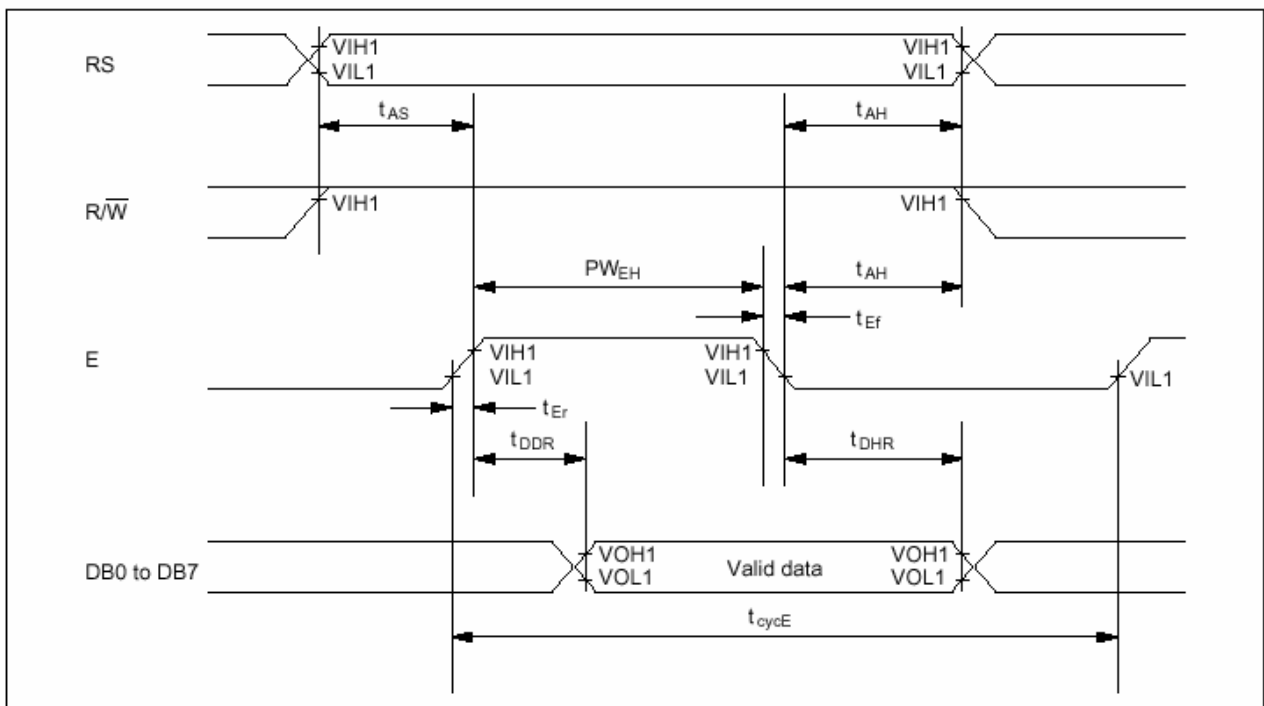 RS
VIH1
VIL1
VIH1
VIL1
tAS
tAH
R/W̅
VIH1
VIH1
PWEH
tAH
tEf
E
VIH1
VIL1
VIH1
VIL1
VIL1
tEr
tDDR
tDHR
DB0 to DB7
VOH1
VOL1
Valid data
VOH1
VOL1
tcycE